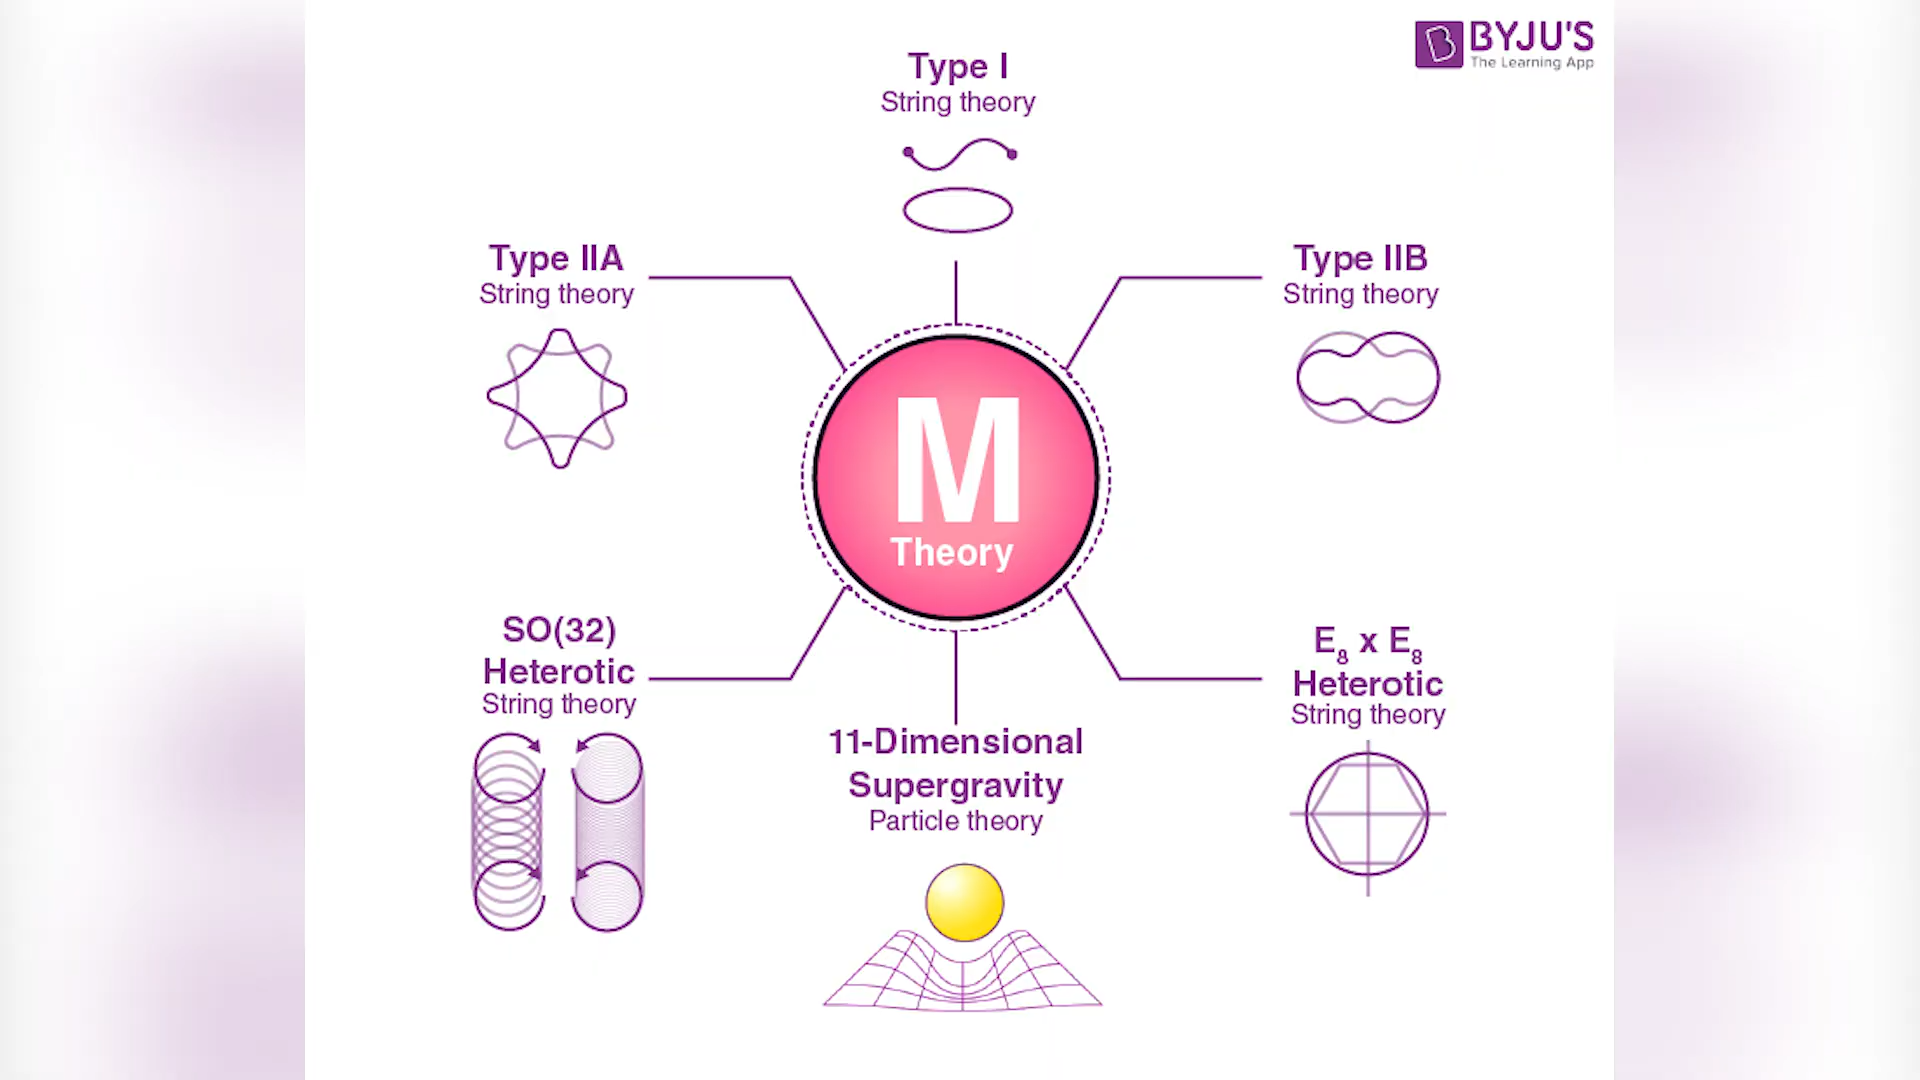 BYJU'S
The Learning App
Type I
String theory
Type IIA
String theory
Type IIB
String theory
M
Theory
SO(32)
Heterotic
String theory
E₈ x E₈
Heterotic
String theory
11-Dimensional
Supergravity
Particle theory